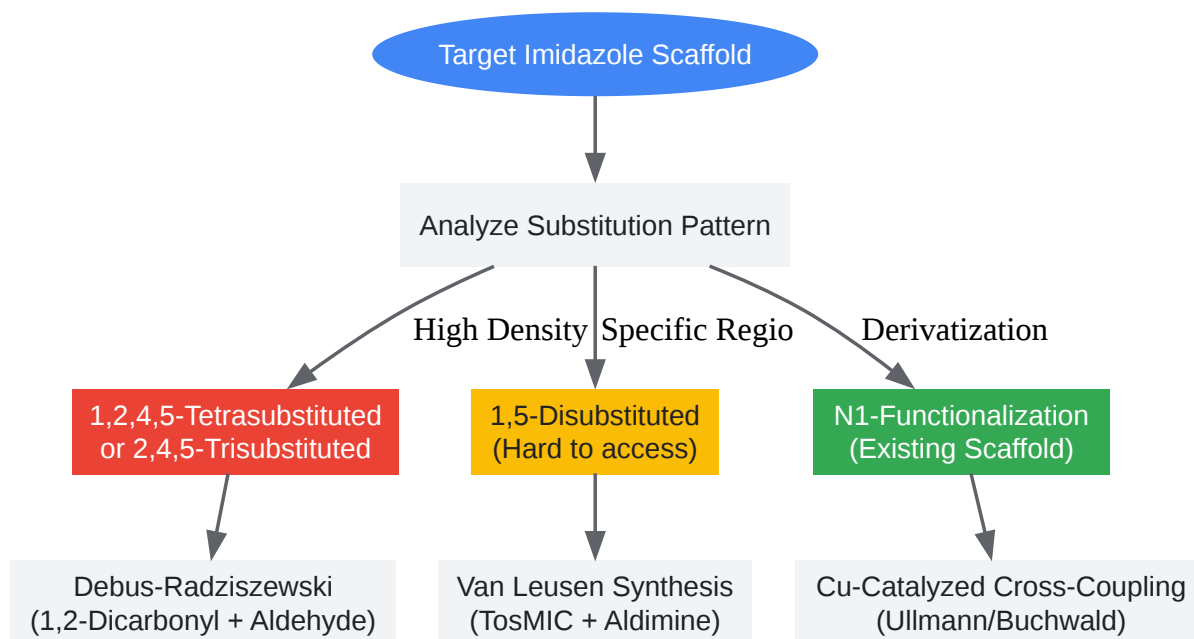 Target Imidazole Scaffold
Analyze Substitution Pattern
High Density
Specific Regio
Derivatization
1,2,4,5-Tetrasubstituted
or 2,4,5-Trisubstituted
1,5-Disubstituted
(Hard to access)
N1-Functionalization
(Existing Scaffold)
Debus-Radziszewski
(1,2-Dicarbonyl + Aldehyde)
Van Leusen Synthesis
(TosMIC + Aldimine)
Cu-Catalyzed Cross-Coupling
(Ullmann/Buchwald)